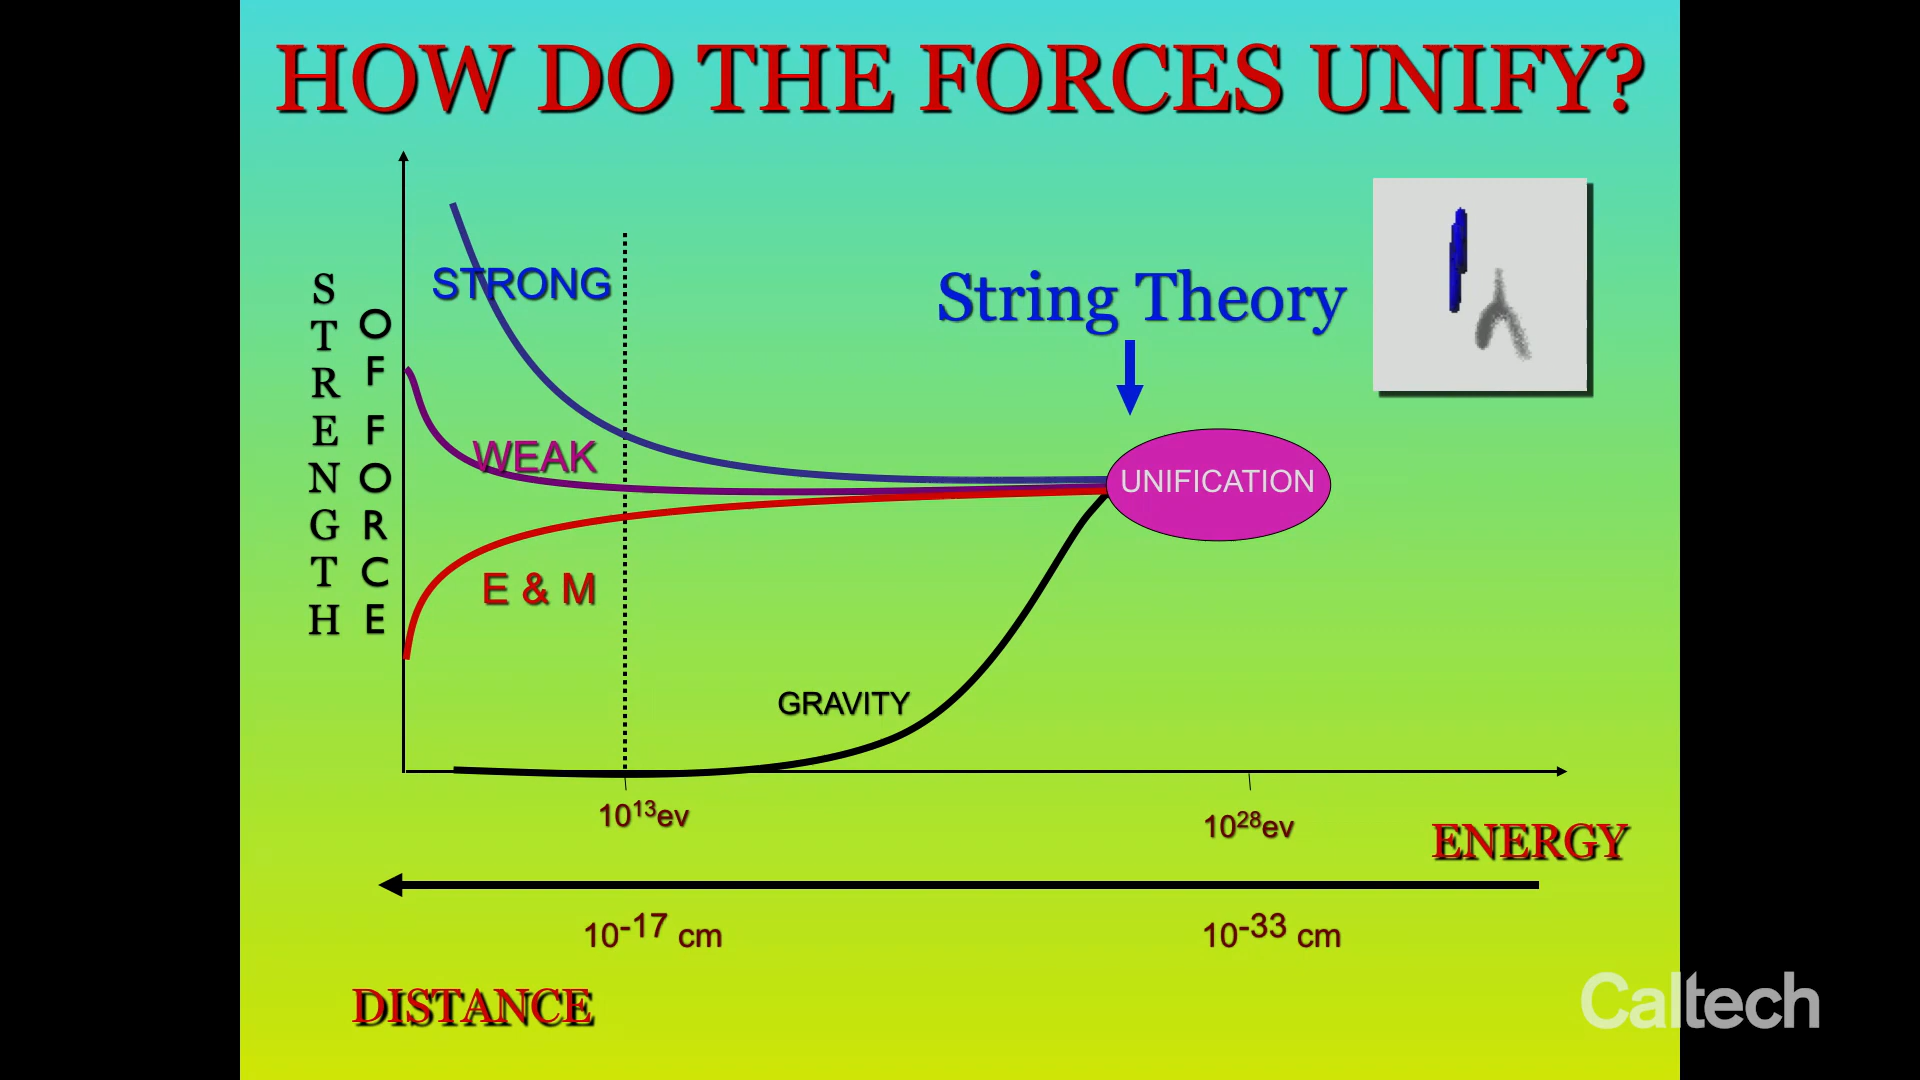 HOW DO THE FORCES UNIFY?
STRENGTH
OF FORCE
STRONG
WEAK
E & M
GRAVITY
String Theory
UNIFICATION
10¹³ev
10²⁸ev
ENERGY
10⁻¹⁷ cm
10⁻³³ cm
DISTANCE
Caltech